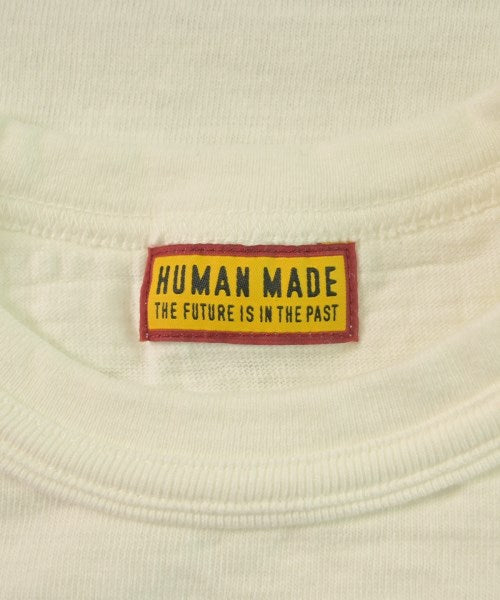 HUMAN MADE
THE FUTURE IS IN THE PAST